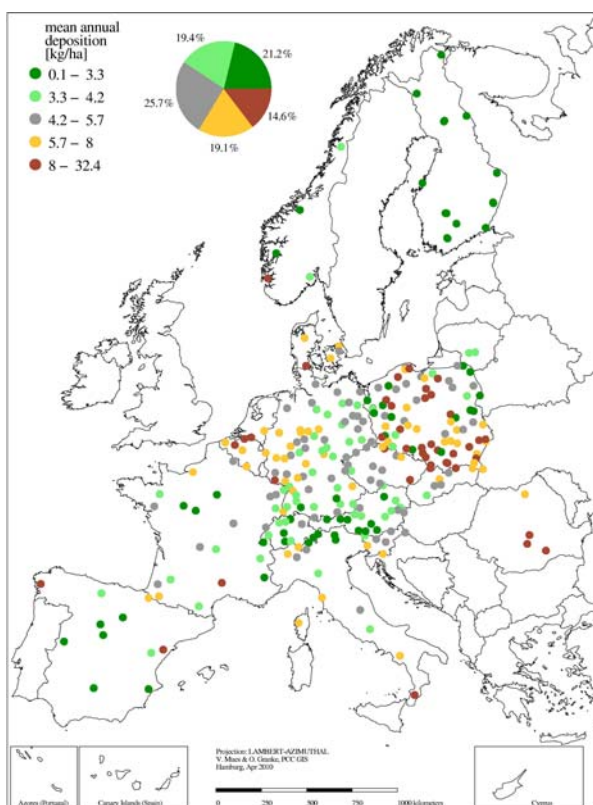 mean annual
deposition
[kg/ha]
0.1 – 3.3
3.3 – 4.2
4.2 – 5.7
5.7 – 8
8 – 32.4
19.4%
21.2%
25.7%
14.6%
19.1%
Projection: LAMBERT-AZIMUTHAL
V. Mues & O. Granke, PCC GIS
Hamburg, Apr 2010
0 250 500 750 1000 kilometers
Azores (Portugal)
Canary Islands (Spain)
Cyprus